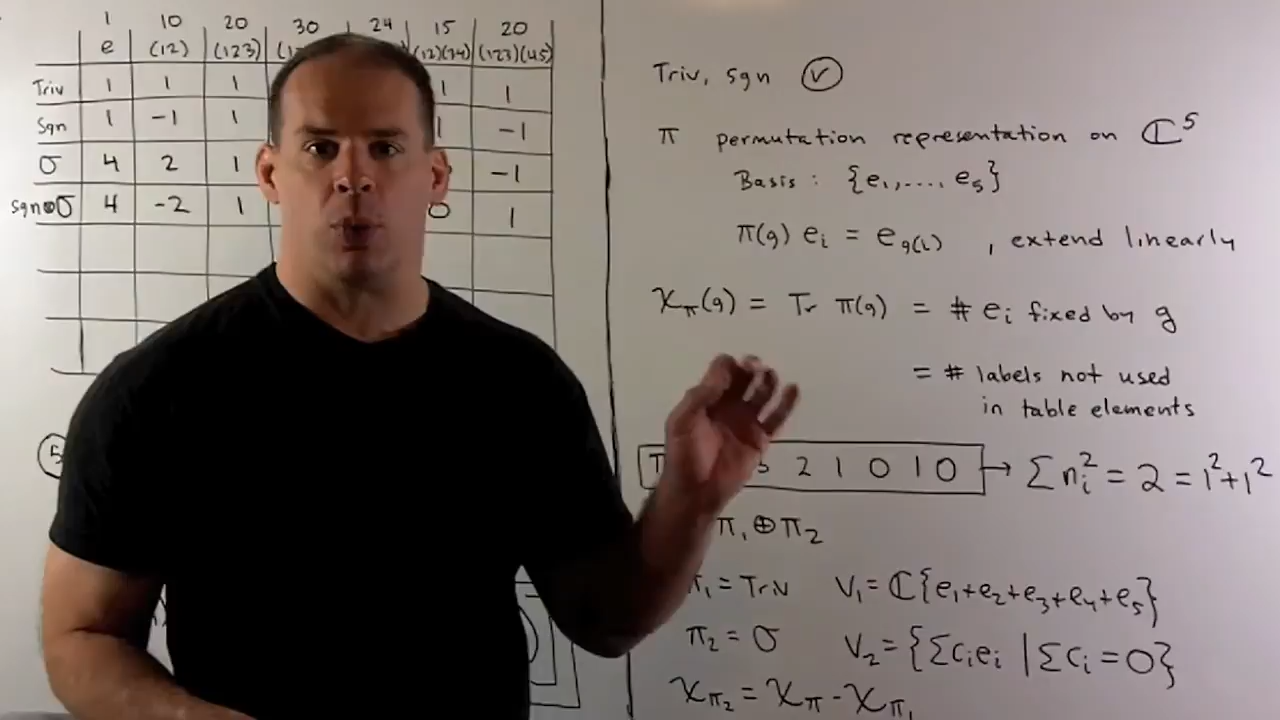 1 10 20 30 24 15 20
e (12) (123) (12)(34) (123)(45)
Triv 1 1 1 1 1
Sgn 1 -1 1 1 -1
σ 4 2 1 -1
sgn⊗σ 4 -2 1 0 1
5
Triv, sgn ✓
π permutation representation on ℂ⁵
Basis: {e₁,.... e₅}
π(g) eᵢ = e_g(i) , extend linearly
χ_π(g) = Tr π(g) = # eᵢ fixed by g
= # labels not used
in table elements
2 1 0 1 0 → Σ nᵢ² = 2 = 1² + 1²
π₁ ⊕ π₂
π₁ = Triv V₁ = ℂ{e₁+e₂+e₃+e₄+e₅}
π₂ = σ V₂ = {Σcᵢeᵢ | Σcᵢ = 0}
χ_π₂ = χ_π - χ_π₁